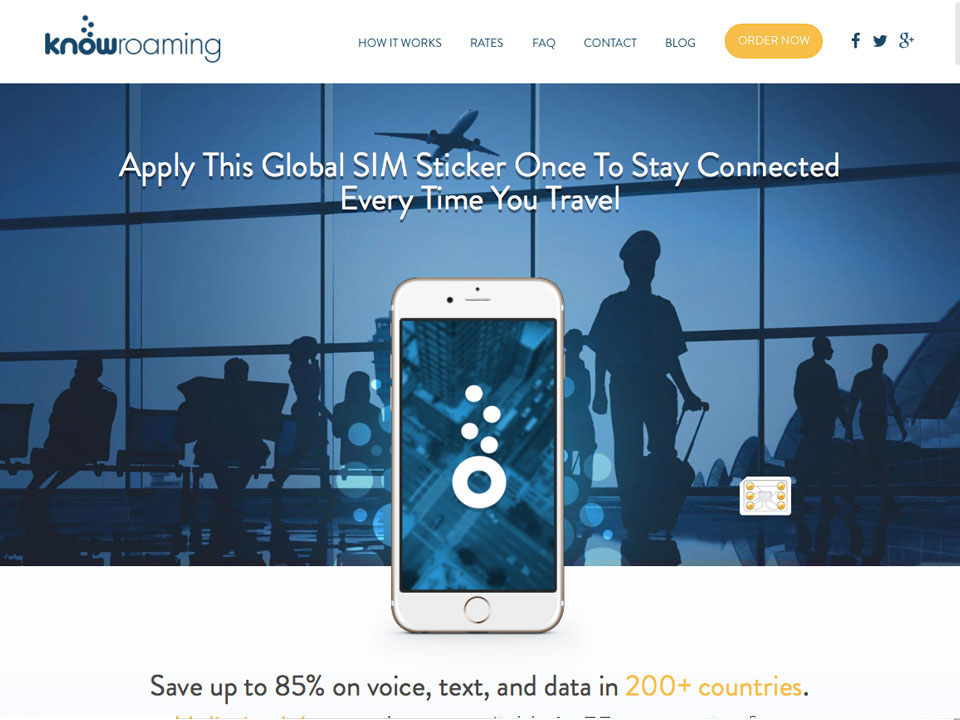 knowroaming
HOW IT WORKS
RATES
FAQ
CONTACT
BLOG
ORDER NOW
Apply This Global SIM Sticker Once To Stay Connected
Every Time You Travel
Save up to 85% on voice, text, and data in 200+ countries.